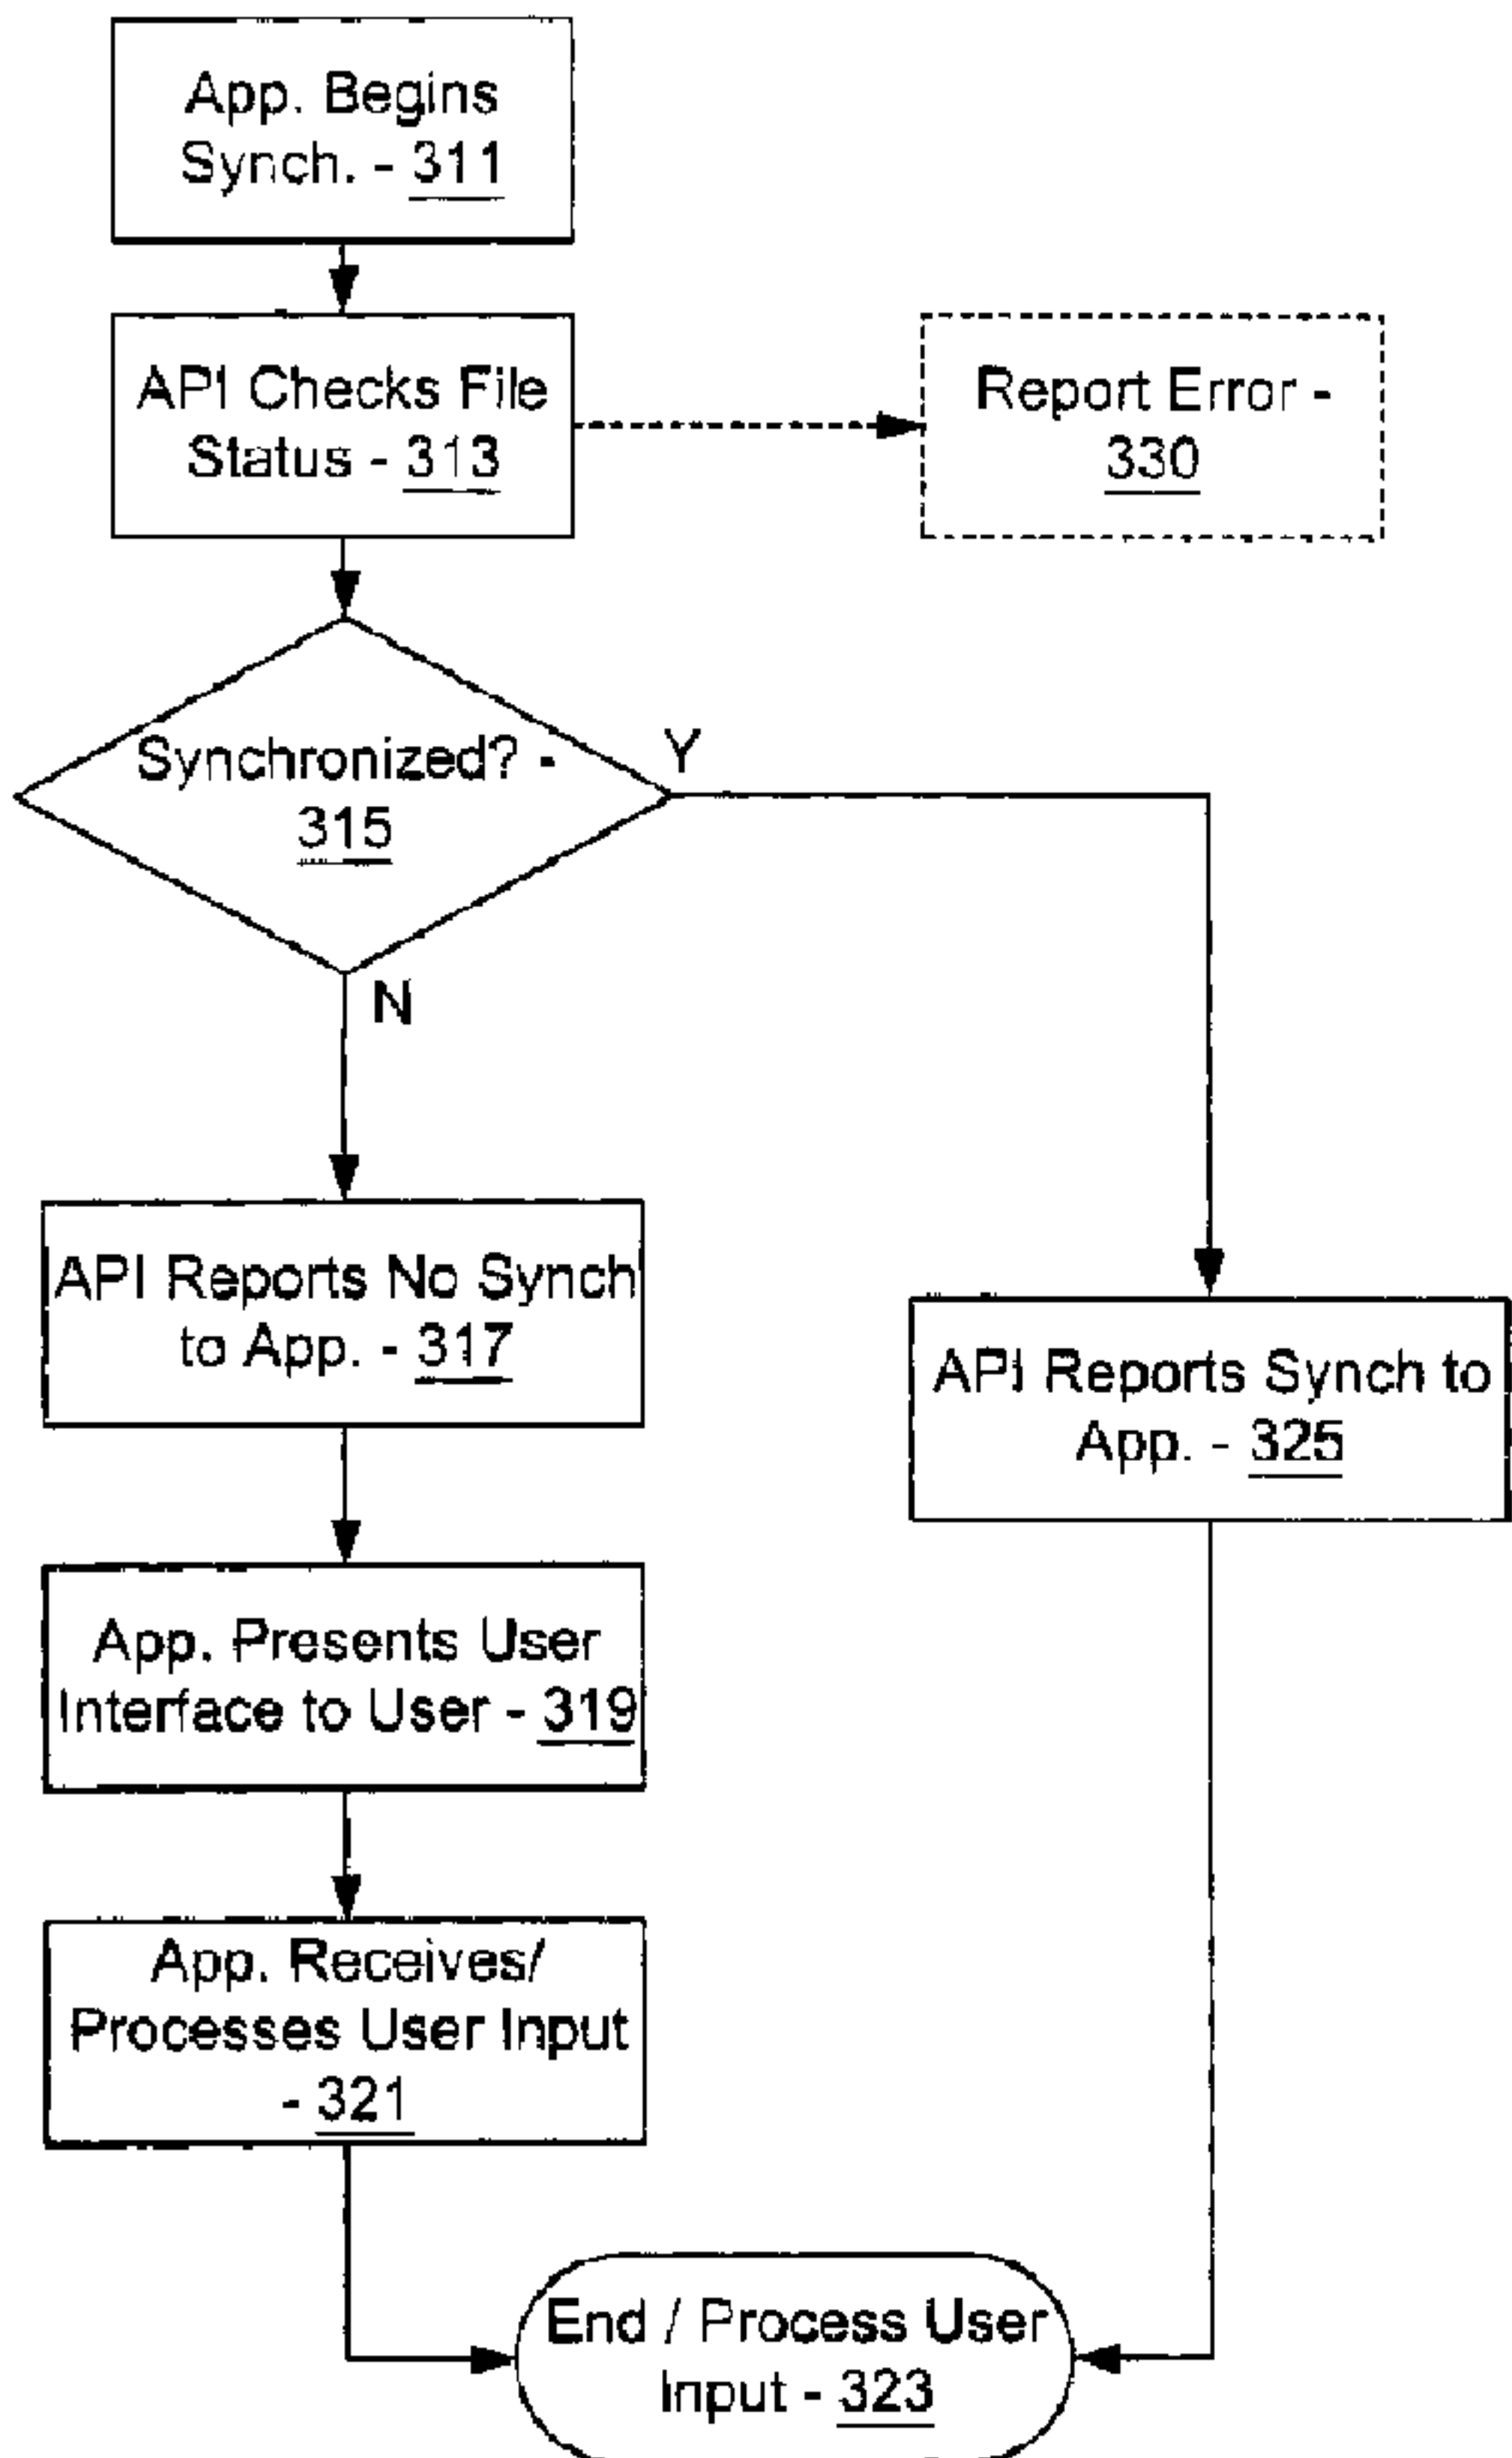 App. Begins
Synch. - 311
API Checks File
Status - 313
Report Error -
330
Synchronized? -
315
Y
N
API Reports No Synch
to App. - 317
API Reports Synch to
App. - 325
App. Presents User
Interface to User - 319
App. Receives/
Processes User Input
- 321
End / Process User
Input - 323